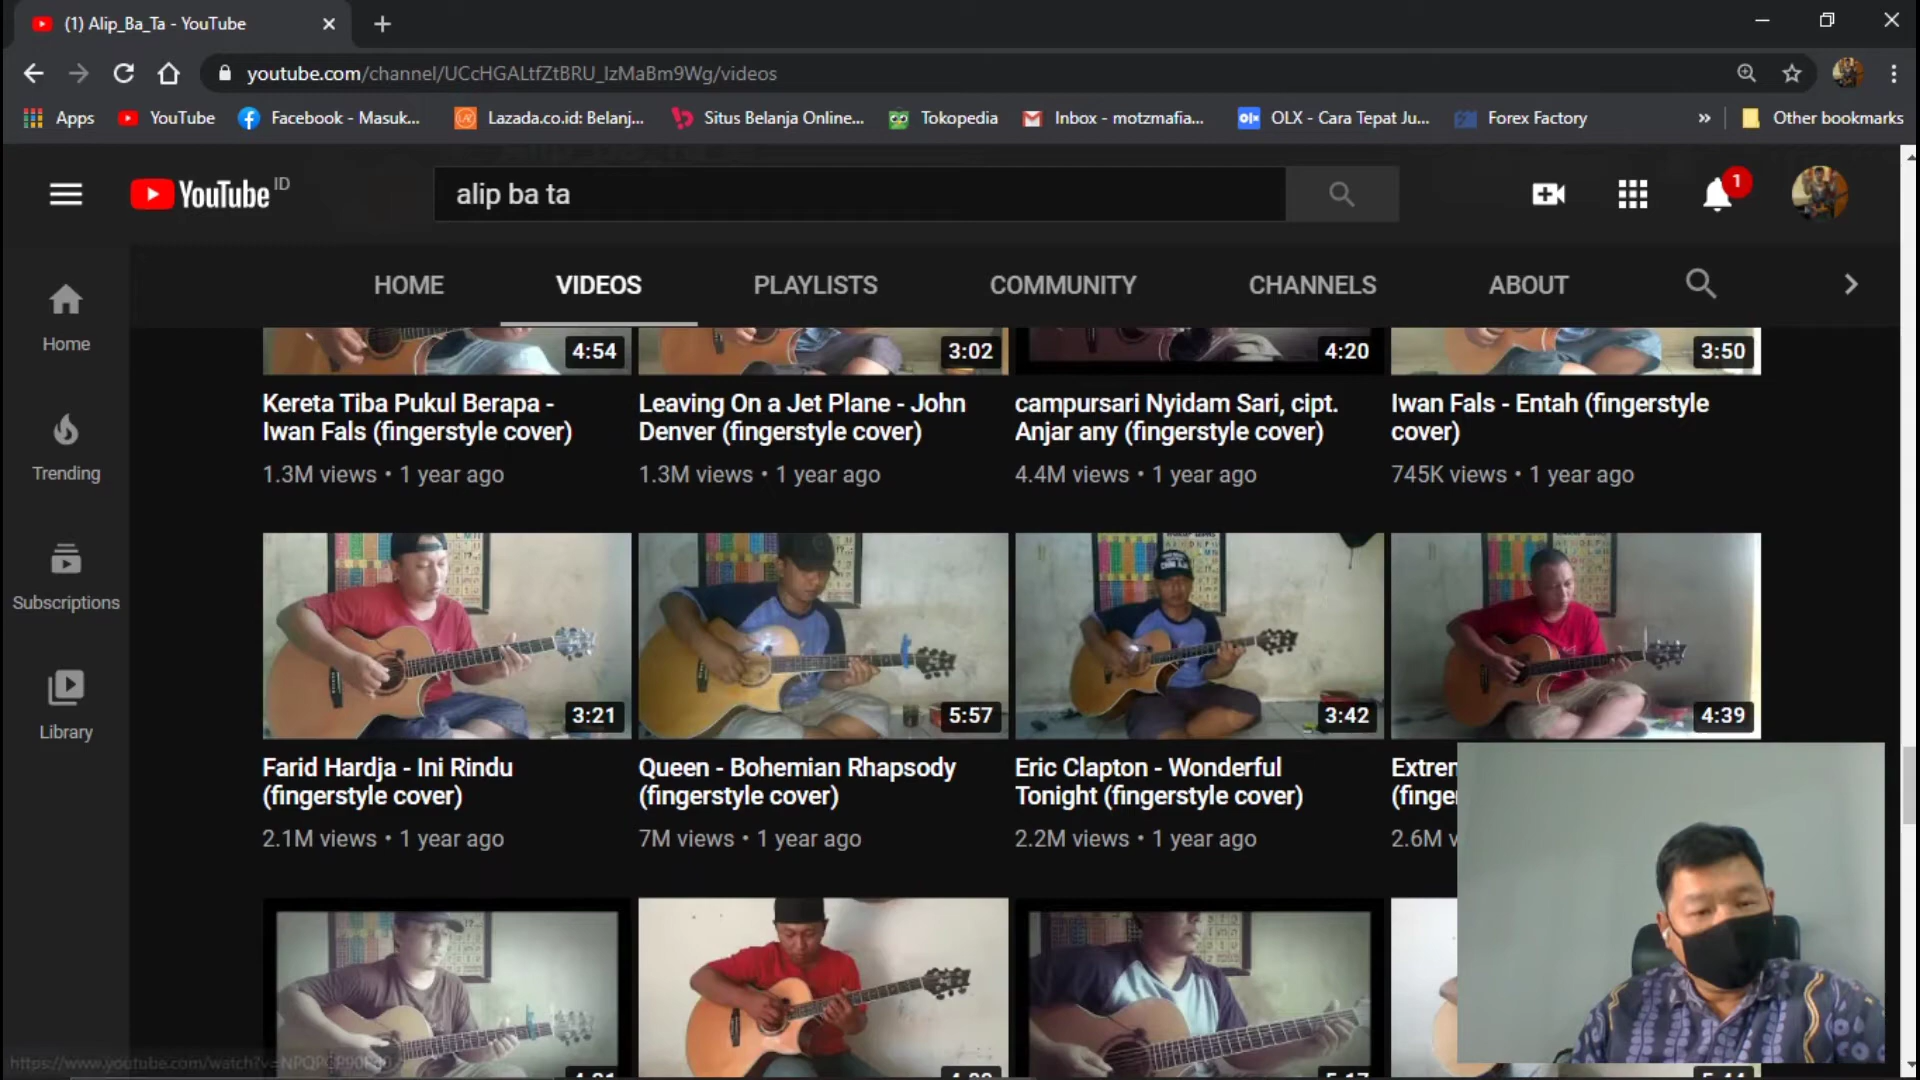 (1) Alip_Ba_Ta - YouTube
youtube.com/channel/UCcHGALtfZtBRU_IzMaBm9Wg/videos
Apps YouTube Facebook - Masuk... Lazada.co.id: Belanj... Situs Belanja Online... Tokopedia Inbox - motzmafia... OLX - Cara Tepat Ju... Forex Factory » Other bookmarks
YouTube ID
alip ba ta
1
HOME VIDEOS PLAYLISTS COMMUNITY CHANNELS ABOUT
Home
Trending
Subscriptions
Library
4:54 3:02 4:20 3:50
Kereta Tiba Pukul Berapa -
Iwan Fals (fingerstyle cover)
1.3M views • 1 year ago
Leaving On a Jet Plane - John
Denver (fingerstyle cover)
1.3M views • 1 year ago
campursari Nyidam Sari, cipt.
Anjar any (fingerstyle cover)
4.4M views • 1 year ago
Iwan Fals - Entah (fingerstyle
cover)
745K views • 1 year ago
3:21 5:57 3:42 4:39
Farid Hardja - Ini Rindu
(fingerstyle cover)
2.1M views • 1 year ago
Queen - Bohemian Rhapsody
(fingerstyle cover)
7M views • 1 year ago
Eric Clapton - Wonderful
Tonight (fingerstyle cover)
2.2M views • 1 year ago
Extrem
(finge
2.6M v